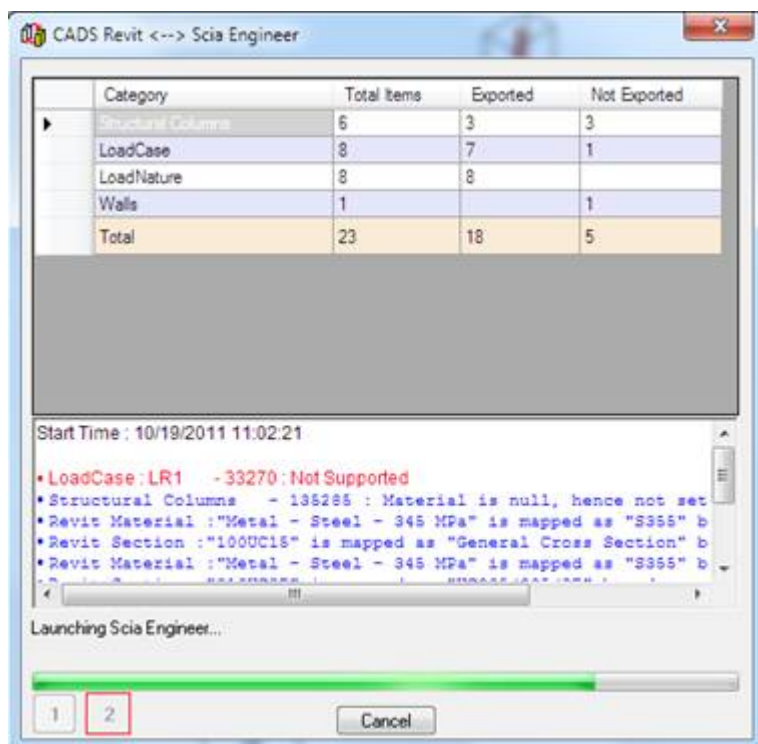 CADS Revit <--> Scia Engineer
Category Total Items Exported Not Exported
Structural Columns 6 3 3
LoadCase 8 7 1
LoadNature 8 8
Walls 1 1
Total 23 18 5
Start Time : 10/19/2011 11:02:21
• LoadCase : LR1 - 33270 : Not Supported
• Structural Columns - 135285 : Material is null, hence not set
• Revit Material :"Metal - Steel - 345 MPa" is mapped as "S355" b
• Revit Section :"100UC15" is mapped as "General Cross Section" b
• Revit Material :"Metal - Steel - 345 MPa" is mapped as "S355" b
Launching Scia Engineer...
1 2
Cancel